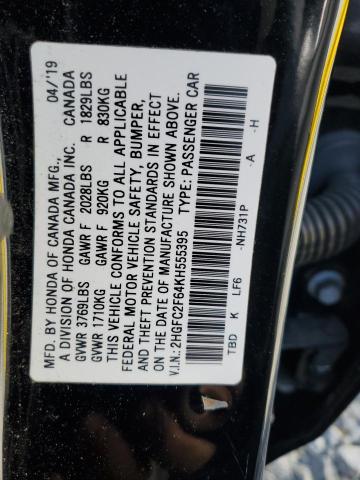 MFD. BY HONDA OF CANADA MFG., 04/'19
A DIVISION OF HONDA CANADA INC. CANADA
GVWR 3769LBS GAWR F 2028LBS R 1829LBS
GVWR 1710KG GAWR F 920KG R 830KG
THIS VEHICLE CONFORMS TO ALL APPLICABLE
FEDERAL MOTOR VEHICLE SAFETY, BUMPER,
AND THEFT PREVENTION STANDARDS IN EFFECT
ON THE DATE OF MANUFACTURE SHOWN ABOVE.
V.I.N.: 2HGFC2F64KH555395 TYPE: PASSENGER CAR
NH731P -A -H
TBD K LF6